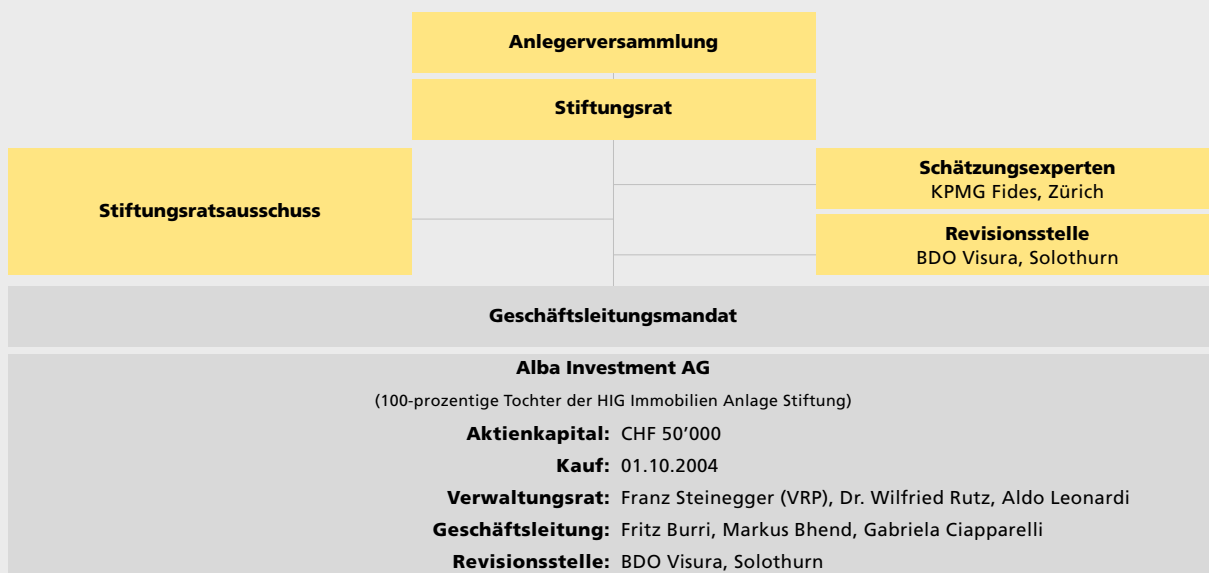 Anlegerversammlung
Stiftungsrat
Stiftungsratsausschuss
Schätzungsexperten
KPMG Fides, Zürich
Revisionsstelle
BDO Visura, Solothurn
Geschäftsleitungsmandat
Alba Investment AG
(100-prozentige Tochter der HIG Immobilien Anlage Stiftung)
Aktienkapital: CHF 50’000
Kauf: 01.10.2004
Verwaltungsrat: Franz Steinegger (VRP), Dr. Wilfried Rutz, Aldo Leonardi
Geschäftsleitung: Fritz Burri, Markus Bhend, Gabriela Ciapparelli
Revisionsstelle: BDO Visura, Solothurn